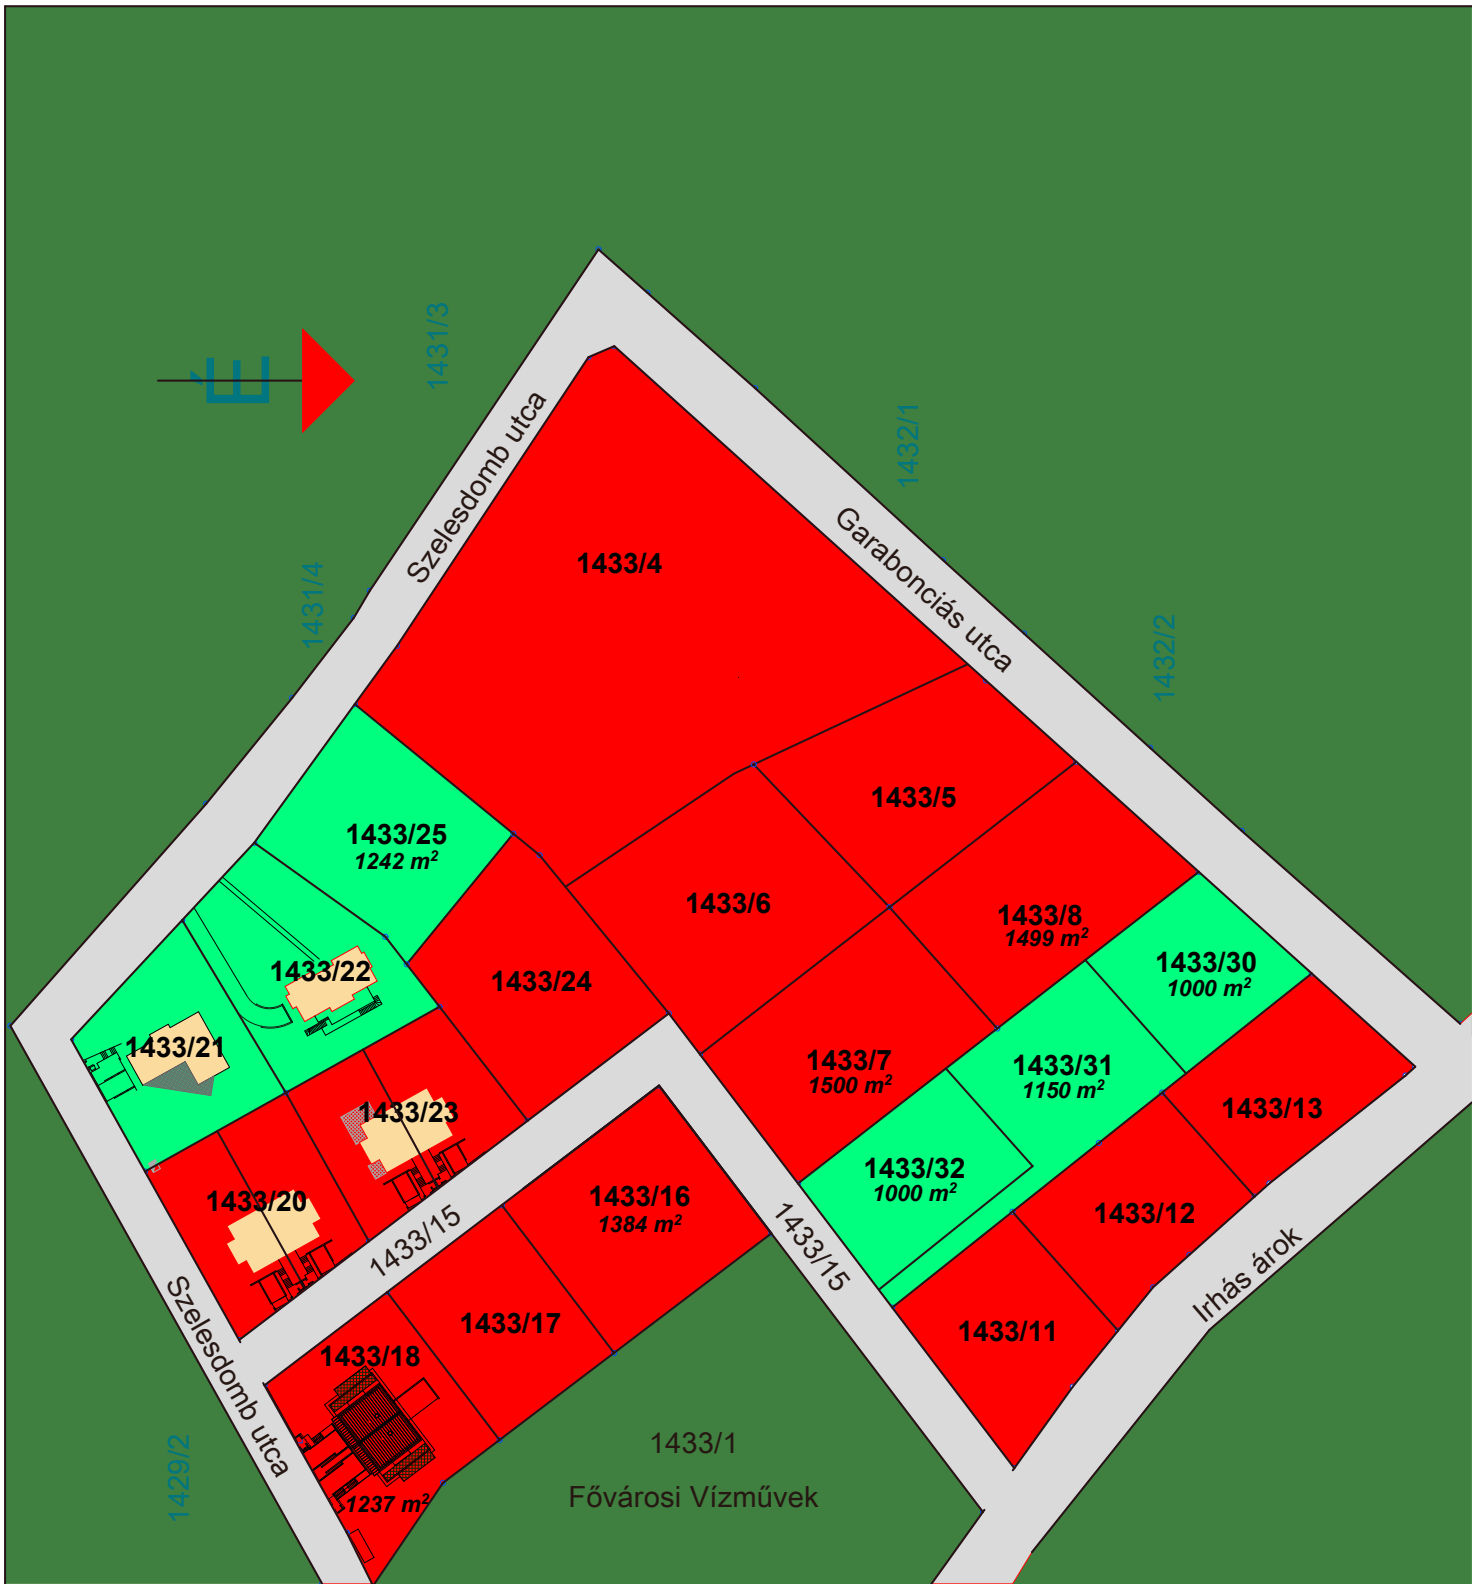 1431/3
É
Szelesdomb utca
1432/1
Garabonciás utca
1433/4
1431/4
1432/2
1433/5
1433/25
1242 m²
1433/6
1433/8
1499 m²
1433/22
1433/24
1433/30
1000 m²
1433/21
1433/7
1500 m²
1433/31
1150 m²
1433/23
1433/13
1433/32
1000 m²
1433/20
1433/16
1384 m²
1433/12
1433/15
1433/15
Irhás árok
1433/17
1433/11
1433/18
Szelesdomb utca
1237 m²
1429/2
1433/1
Fővárosi Vízművek